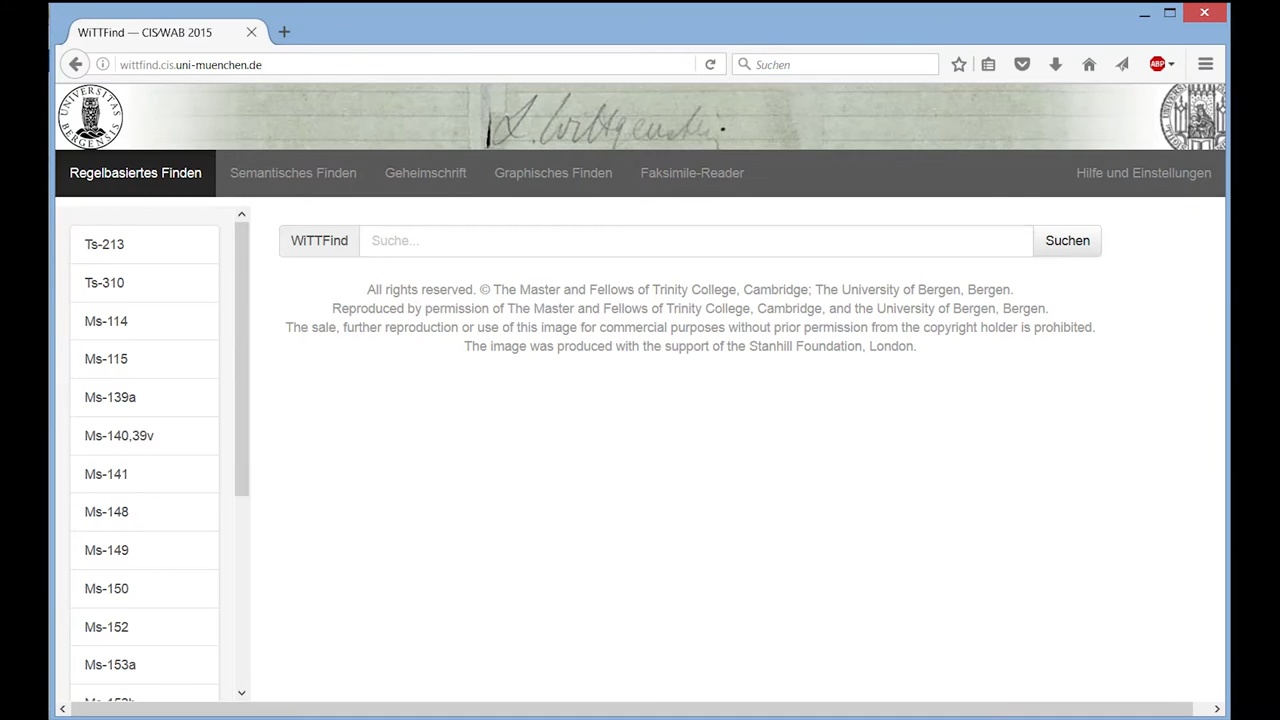 WiTTFind — CIS/WAB 2015
wittfind.cis.uni-muenchen.de
Suchen
ABP
UNIVERSITAS BERGENSIS
L. Wittgenstein.
Regelbasiertes Finden
Semantisches Finden
Geheimschrift
Graphisches Finden
Faksimile-Reader
Hilfe und Einstellungen
Ts-213
Ts-310
Ms-114
Ms-115
Ms-139a
Ms-140,39v
Ms-141
Ms-148
Ms-149
Ms-150
Ms-152
Ms-153a
WiTTFind
Suche...
Suchen
All rights reserved. © The Master and Fellows of Trinity College, Cambridge; The University of Bergen, Bergen.
Reproduced by permission of The Master and Fellows of Trinity College, Cambridge, and the University of Bergen, Bergen.
The sale, further reproduction or use of this image for commercial purposes without prior permission from the copyright holder is prohibited.
The image was produced with the support of the Stanhill Foundation, London.